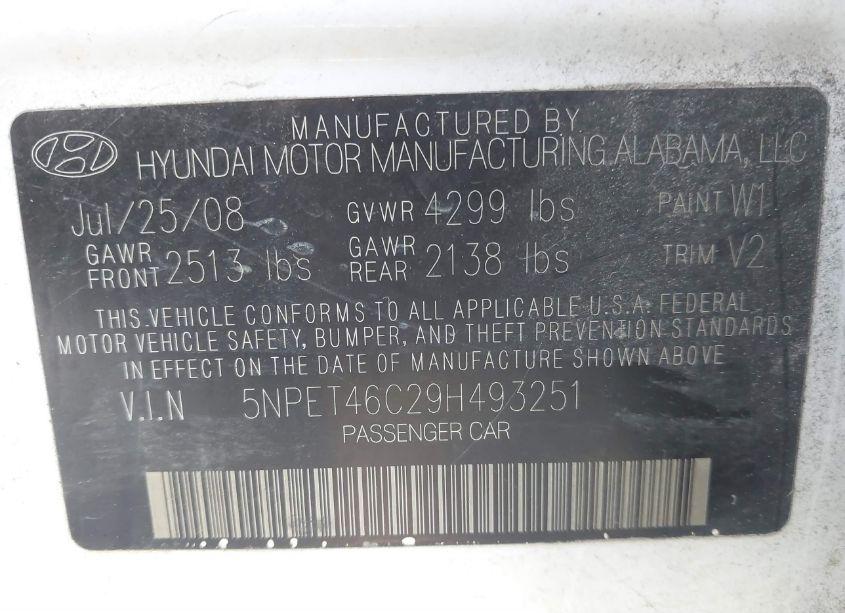 MANUFACTURED BY
HYUNDAI MOTOR MANUFACTURING ALABAMA, LLC
Jul/25/08 GVWR 4299 lbs PAINT W1
GAWR FRONT 2513 lbs GAWR REAR 2138 lbs TRIM V2
THIS VEHICLE CONFORMS TO ALL APPLICABLE U.S.A. FEDERAL
MOTOR VEHICLE SAFETY, BUMPER, AND THEFT PREVENTION STANDARDS
IN EFFECT ON THE DATE OF MANUFACTURE SHOWN ABOVE
V.I.N 5NPET46C29H493251
PASSENGER CAR